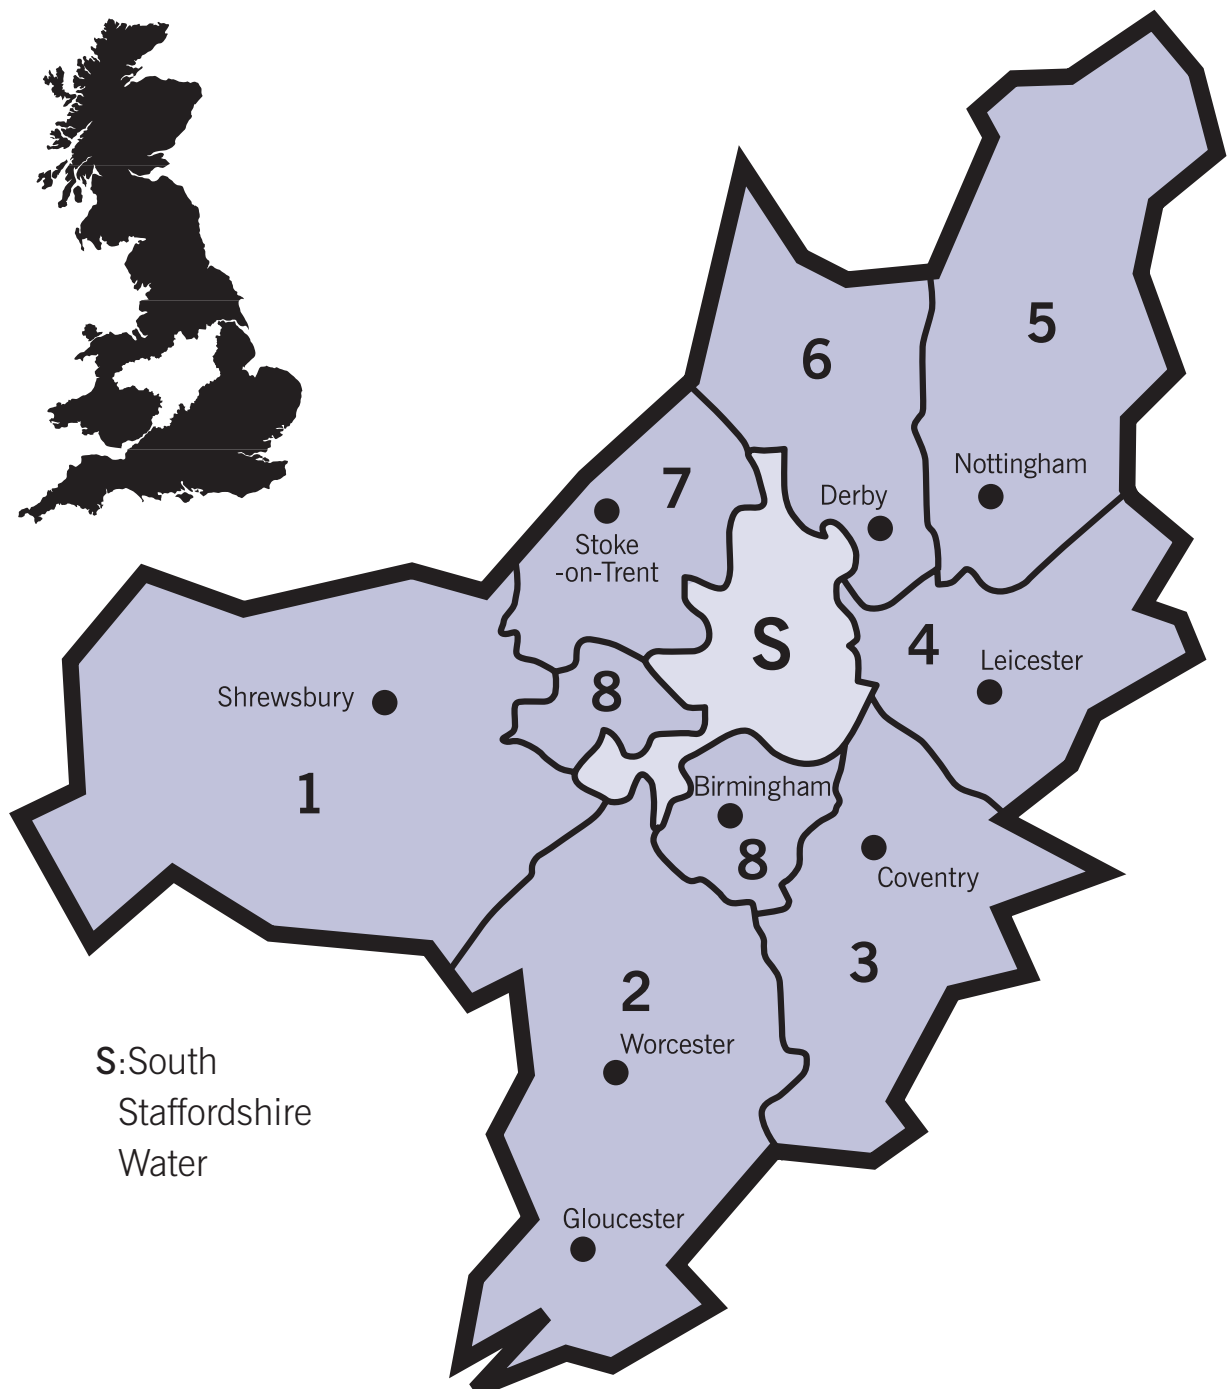 5
6
Nottingham
7
Derby
Stoke
-on-Trent
S
4
Leicester
8
Shrewsbury
1
Birmingham
8
Coventry
3
2
Worcester
S:South
Staffordshire
Water
Gloucester